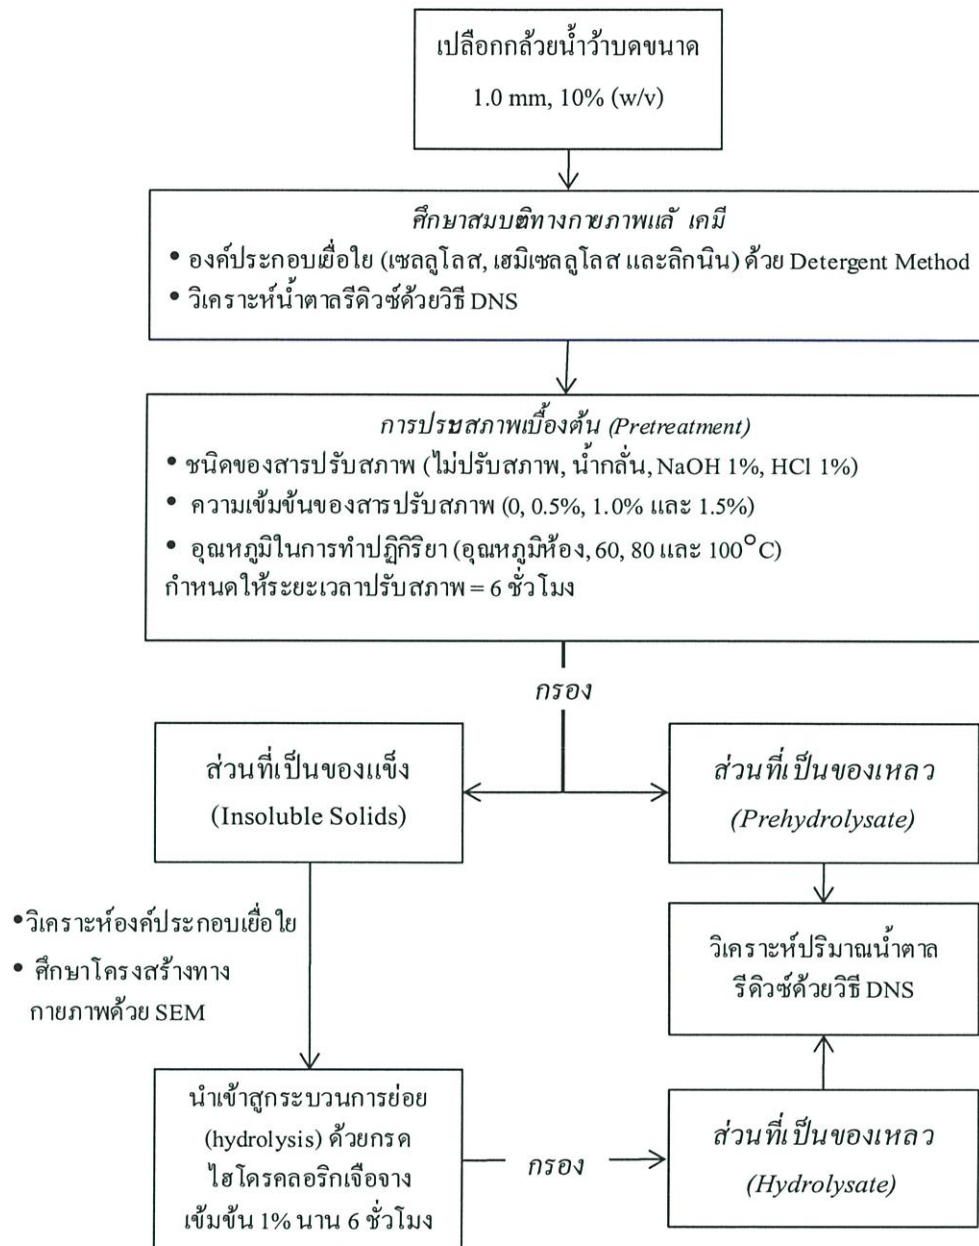 เปลือกกล้วยน้ำว้าบดขนาด
1.0 mm, 10% (w/v)
ศึกษาสมบัติทางกายภาพและ เคมี
• องค์ประกอบเยื่อใย (เซลลูโลส, เฮมิเซลลูโลส และลิกนิน) ด้วย Detergent Method
• วิเคราะห์น้ำตาลรีดิวซ์ด้วยวิธี DNS
การปรับสภาพเบื้องต้น (Pretreatment)
• ชนิดของสารปรับสภาพ (ไม่ปรับสภาพ, น้ำกลั่น, NaOH 1%, HCl 1%)
• ความเข้มข้นของสารปรับสภาพ (0, 0.5%, 1.0% และ 1.5%)
• อุณหภูมิในการทำปฏิกิริยา (อุณหภูมิห้อง, 60, 80 และ 100°C)
กำหนดให้ระยะเวลาปรับสภาพ = 6 ชั่วโมง
กรอง
ส่วนที่เป็นของแข็ง
(Insoluble Solids)
ส่วนที่เป็นของเหลว
(Prehydrolysate)
•วิเคราะห์องค์ประกอบเยื่อใย
• ศึกษาโครงสร้างทาง
กายภาพด้วย SEM
วิเคราะห์ปริมาณน้ำตาล
รีดิวซ์ด้วยวิธี DNS
นำเข้าสู่กระบวนการย่อย
(hydrolysis) ด้วยกรด
ไฮโดรคลอริกเจือจาง
เข้มข้น 1% นาน 6 ชั่วโมง
กรอง
ส่วนที่เป็นของเหลว
(Hydrolysate)